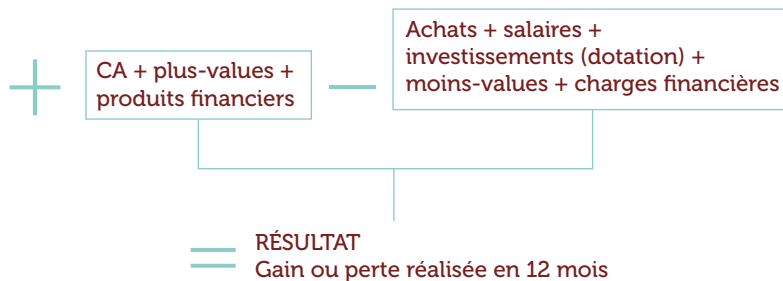 CA + plus-values +
produits financiers
Achats + salaires +
investissements (dotation) +
moins-values + charges financières
RÉSULTAT
Gain ou perte réalisée en 12 mois